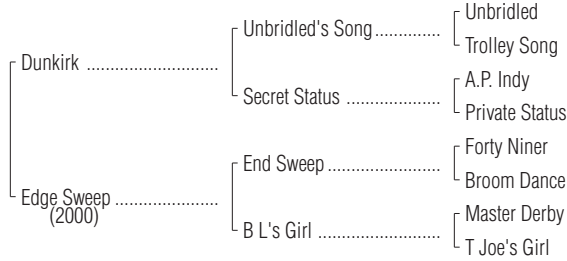 Unbridled
Unbridled's Song..............
Trolley Song
Dunkirk ............................
A.P. Indy
Secret Status ....................
Private Status
Forty Niner
End Sweep ........................
Broom Dance
Edge Sweep ......................
(2000)
Master Derby
B L's Girl ..........................
T Joe's Girl